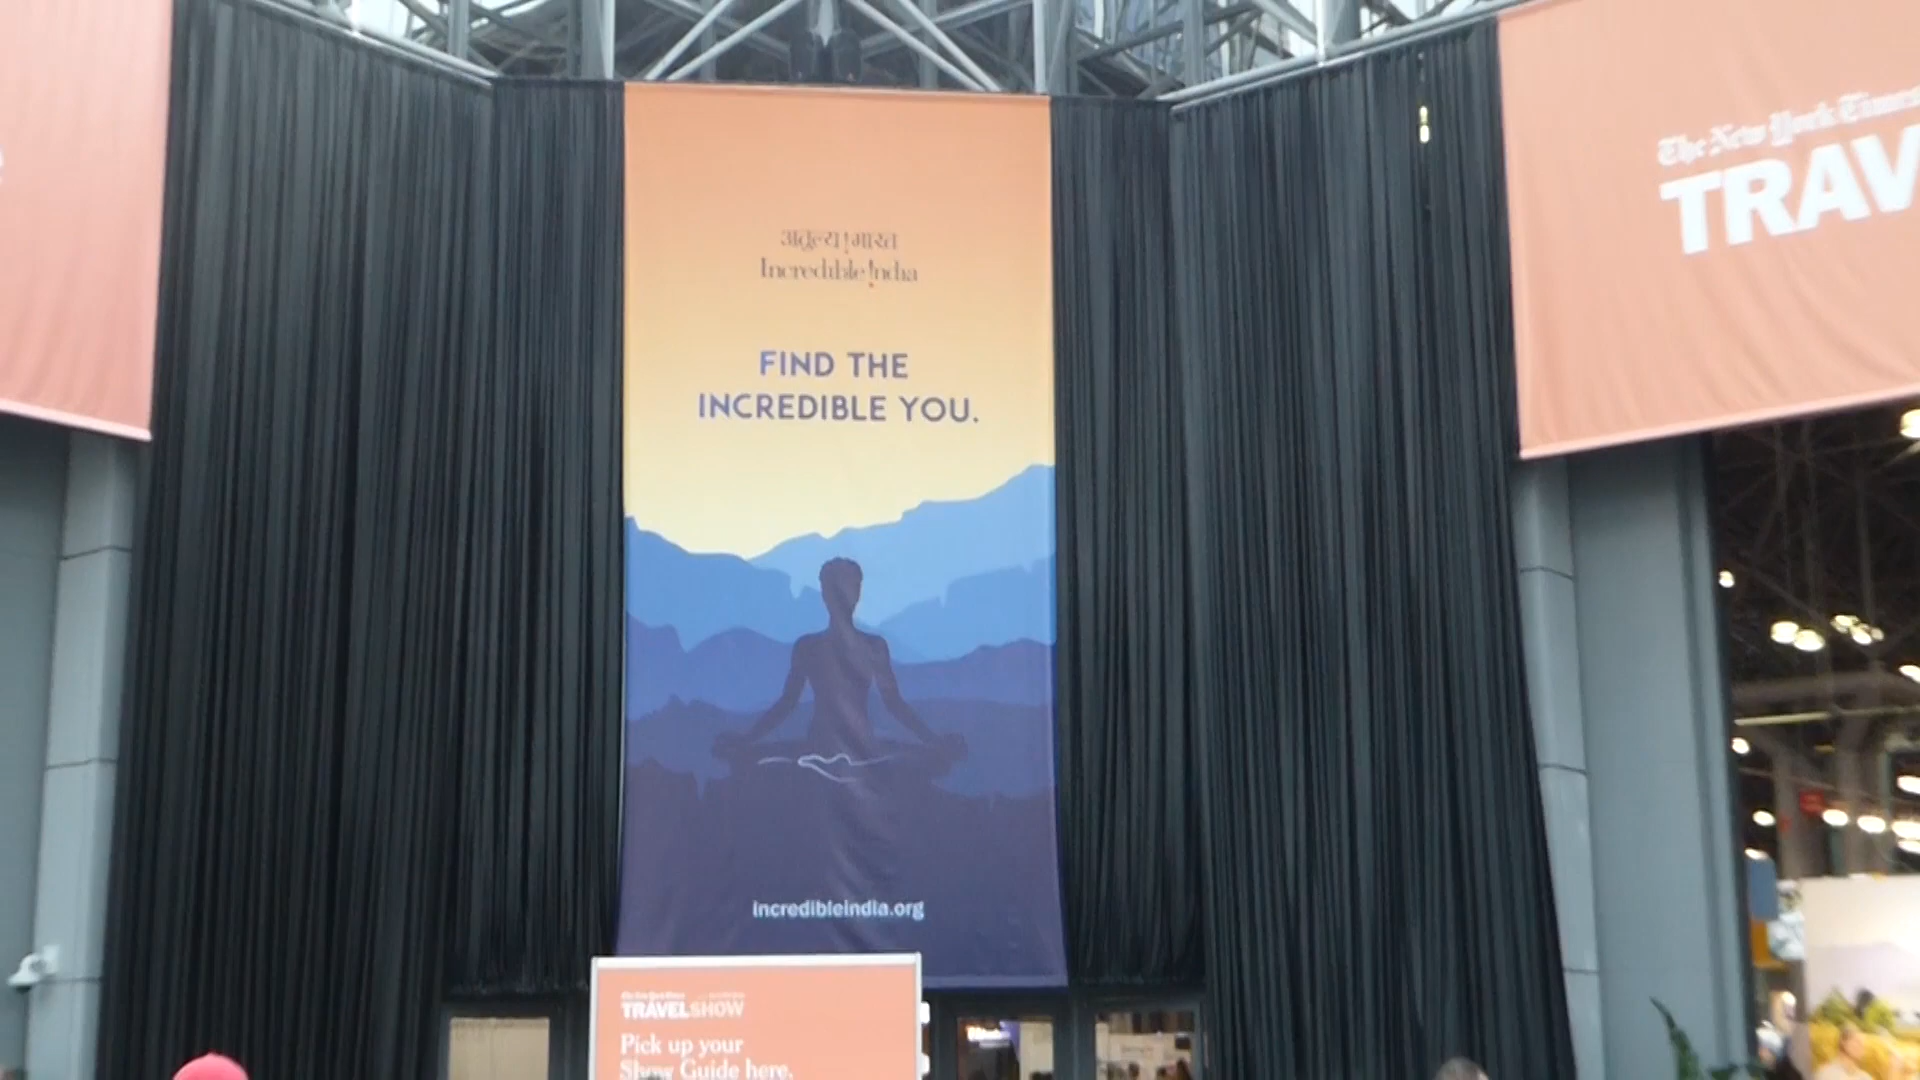 अतुल्य!भारत
Incredible!ndia
FIND THE
INCREDIBLE YOU.
incredibleindia.org
The New York Times
TRAV
TRAVEL SHOW
Pick up your
Show Guide here.